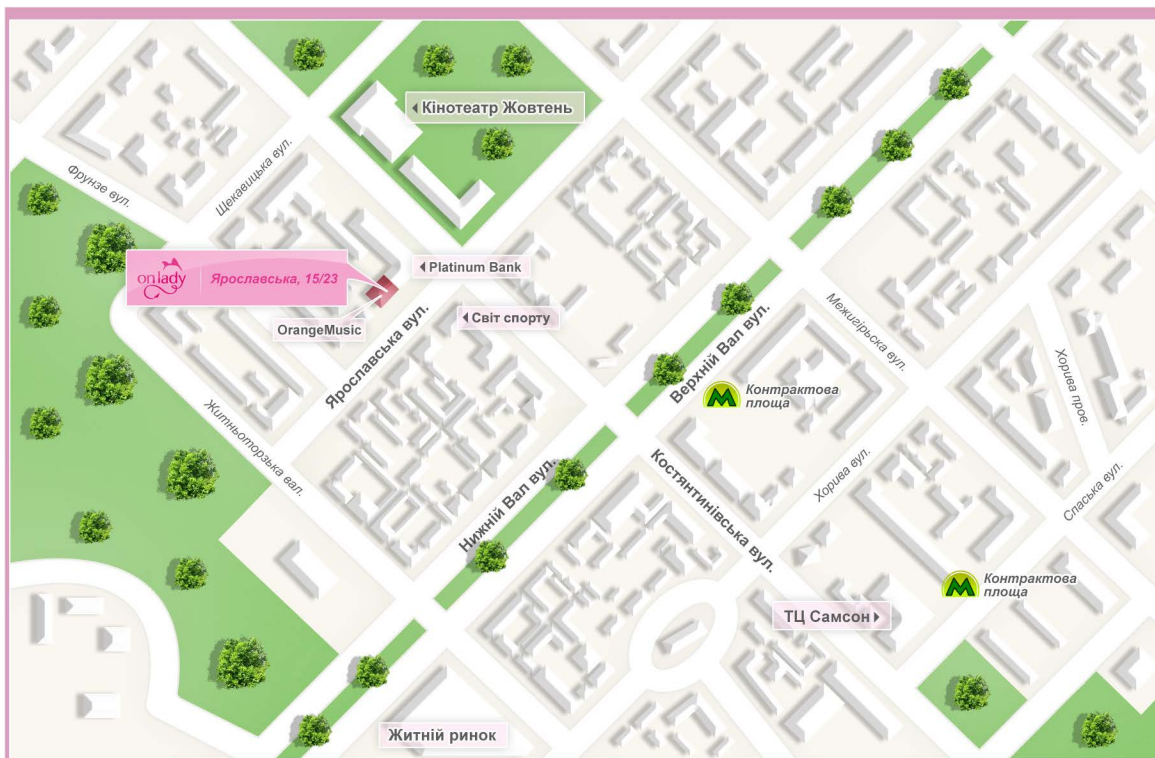 Кінотеатр Жовтень
Фрунзе вул.
Щекавицька вул.
onlady
Ярославська, 15/23
Platinum Bank
OrangeMusic
Світ спорту
Ярославська вул.
Житньоторзька вал.
Верхній Вал вул.
Межигірьска вул.
Хорива пров.
Контрактова
площа
Нижній Вал вул.
Костянтинівська вул.
Хорива вул.
Спаська вул.
Контрактова
площа
ТЦ Самсон
Житній ринок